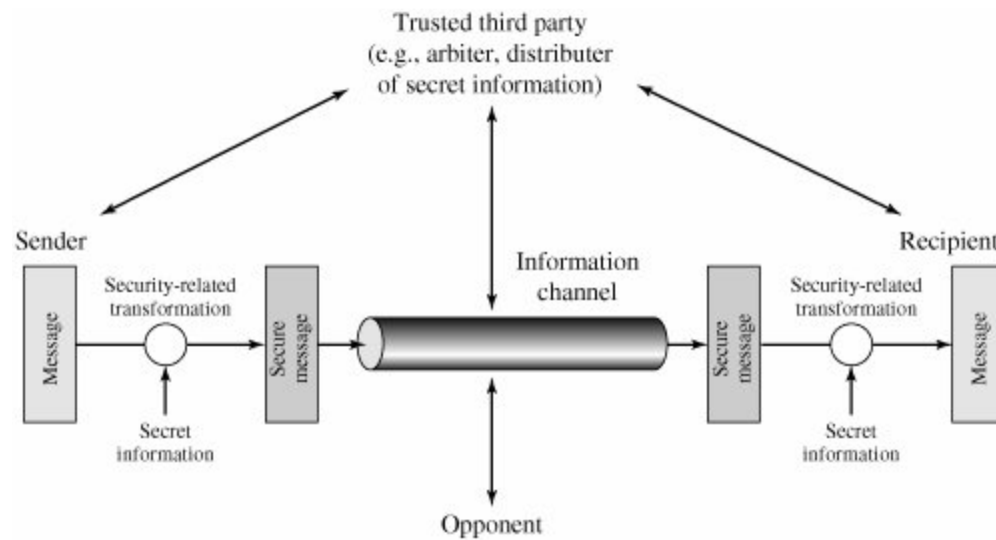 Trusted third party
(e.g., arbiter, distributer
of secret information)
Sender
Recipient
Information
channel
Security-related
transformation
Security-related
transformation
Message
Secure
message
Secure
message
Message
Secret
information
Secret
information
Opponent